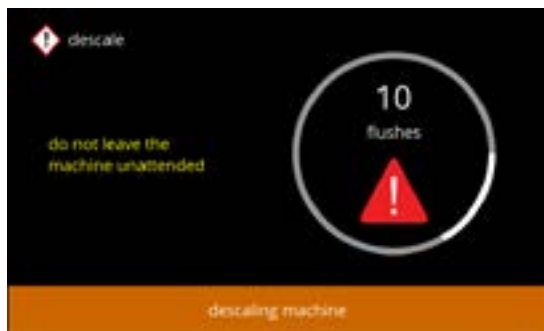 descale
10
flushes
do not leave the
machine unattended
descaling machine